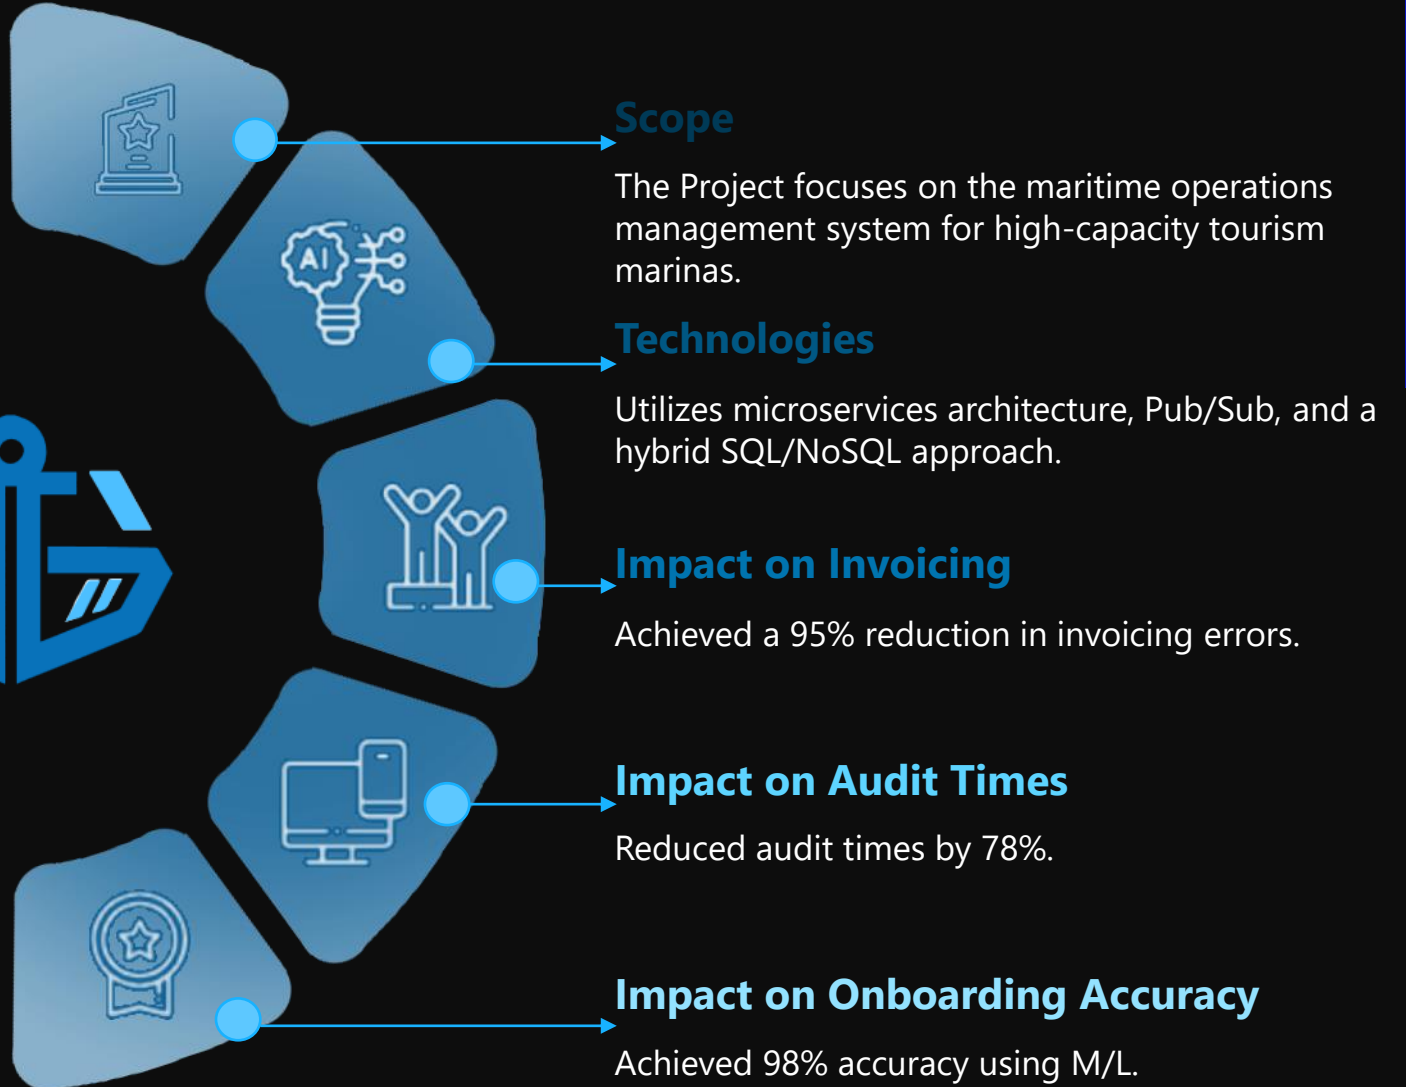 Scope
The Project focuses on the maritime operations
management system for high-capacity tourism
marinas.
AI
Technologies
Utilizes microservices architecture, Pub/Sub, and a
hybrid SQL/NoSQL approach.
Impact on Invoicing
Achieved a 95% reduction in invoicing errors.
Impact on Audit Times
Reduced audit times by 78%.
Impact on Onboarding Accuracy
Achieved 98% accuracy using M/L.